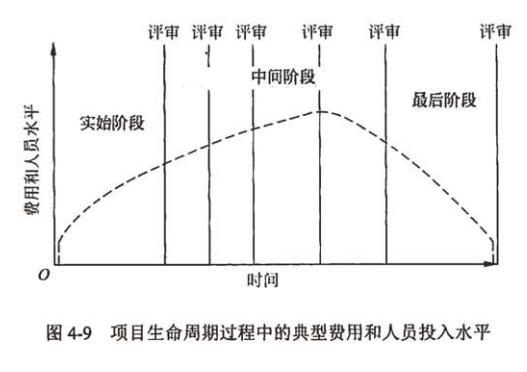 评审 评审 评审 评审 评审 评审
中间阶段
最后阶段
实始阶段
费用和人员水平
O
时间
图 4-9 项目生命周期过程中的典型费用和人员投入水平